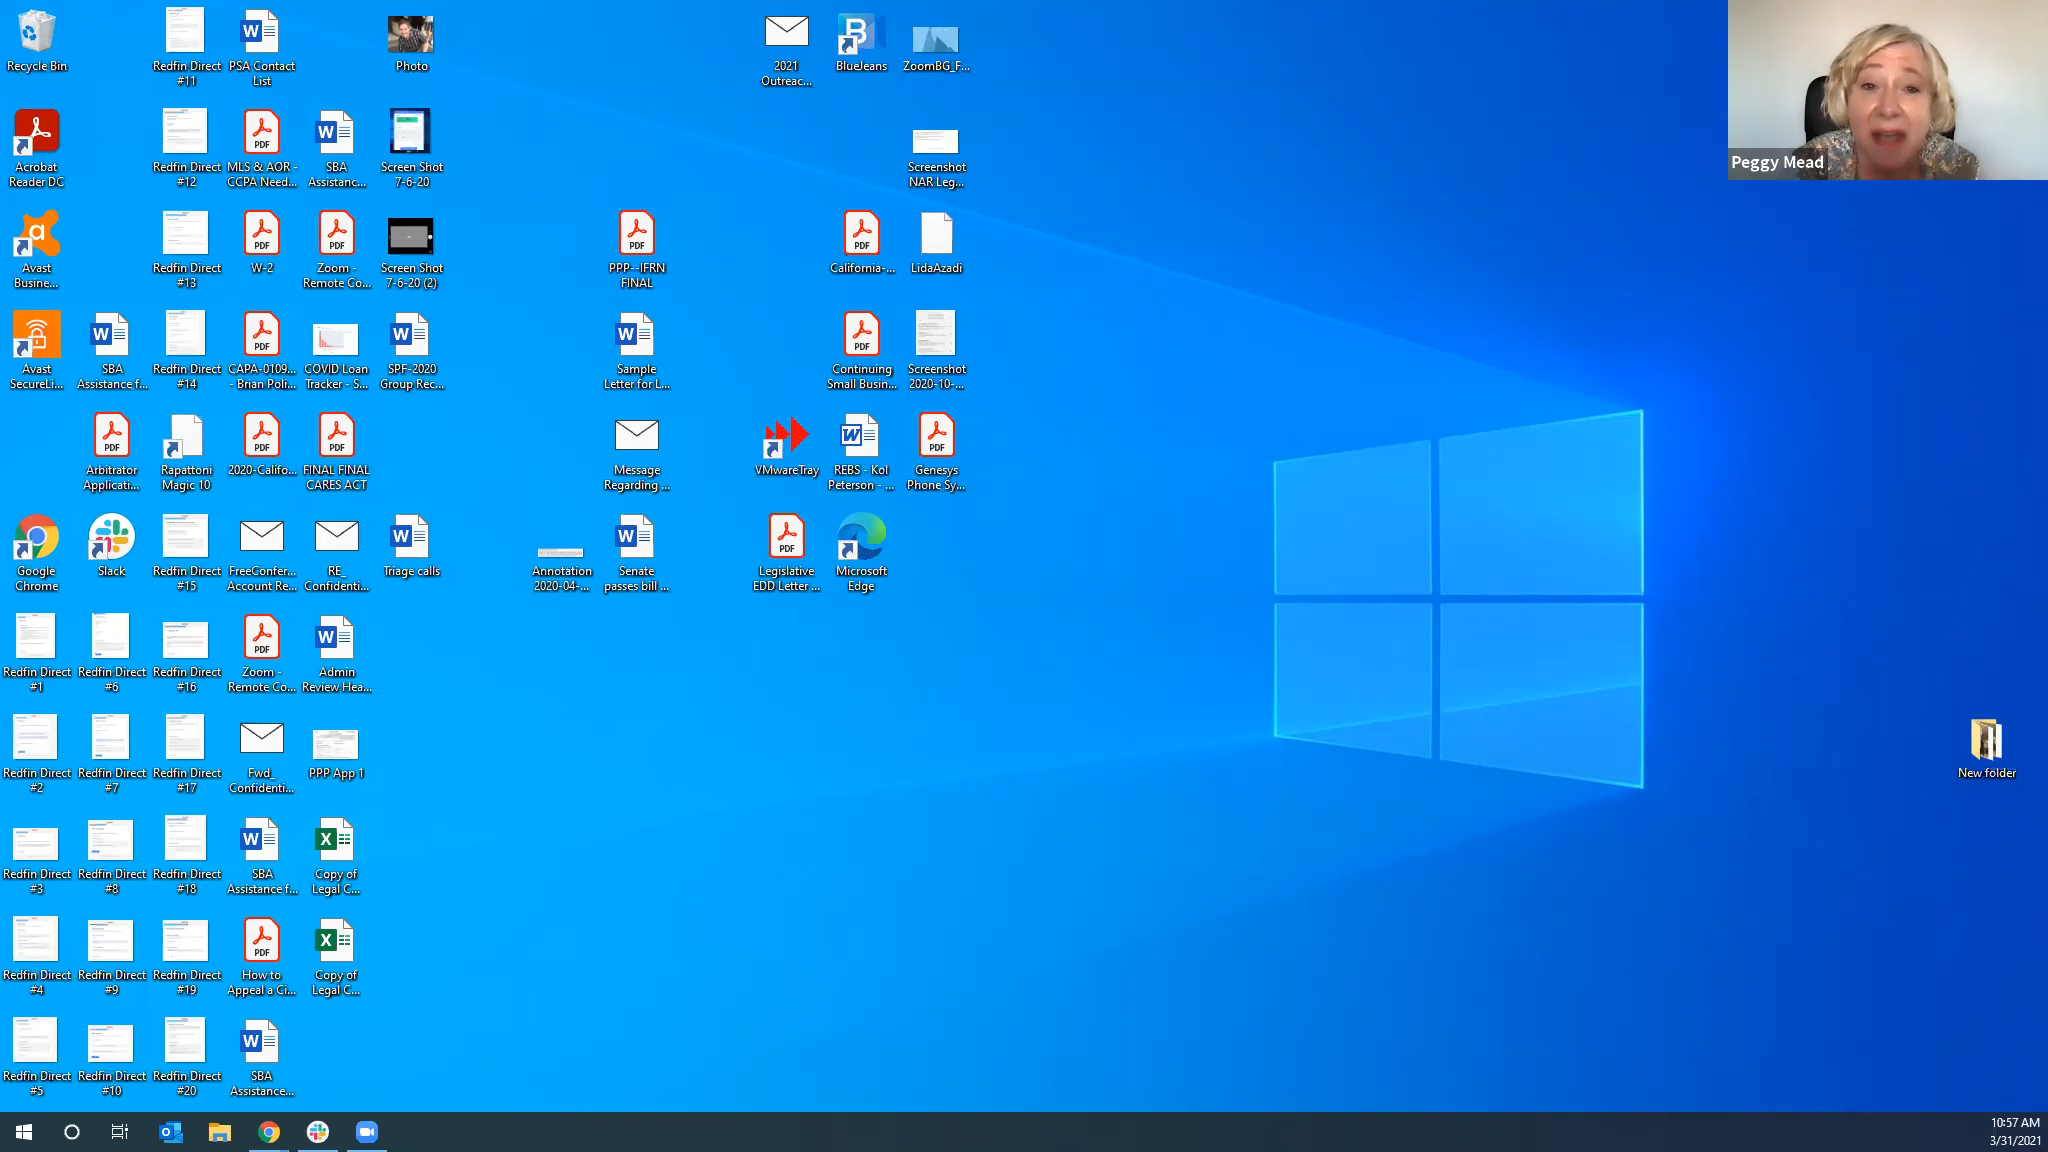 Recycle Bin
Redfin Direct
#11
PSA Contact
List
Photo
2021
Outreac...
BlueJeans
ZoomBG_F...
Peggy Mead
Acrobat
Reader DC
Redfin Direct
#12
MLS & AOR -
CCPA Need...
SBA
Assistanc...
Screen Shot
7-6-20
Screenshot
NAR Leg...
Avast
Busine...
Redfin Direct
#13
W-2
Zoom -
Remote Co...
Screen Shot
7-6-20 (2)
PPP--IFRN
FINAL
California-...
LidaAzadi
Avast
SecureLi...
SBA
Assistance f...
Redfin Direct
#14
CAPA-0109...
- Brian Poli...
COVID Loan
Tracker - S...
SPF-2020
Group Rec...
Sample
Letter for L...
Continuing
Small Busin...
Screenshot
2020-10-...
Arbitrator
Applicati...
Rapattoni
Magic 10
2020-Califo...
FINAL FINAL
CARES ACT
Message
Regarding ...
VMwareTray
REBS - Kol
Peterson - ...
Genesys
Phone Sy...
Google
Chrome
Slack
Redfin Direct
#15
FreeConfer...
Account Re...
RE_
Confidenti...
Triage calls
Annotation
2020-04-...
Senate
passes bill ...
Legislative
EDD Letter ...
Microsoft
Edge
Redfin Direct
#1
Redfin Direct
#6
Redfin Direct
#16
Zoom -
Remote Co...
Admin
Review Hea...
Redfin Direct
#2
Redfin Direct
#7
Redfin Direct
#17
Fwd_
Confidenti...
PPP App 1
New folder
Redfin Direct
#3
Redfin Direct
#8
Redfin Direct
#18
SBA
Assistance f...
Copy of
Legal C...
Redfin Direct
#4
Redfin Direct
#9
Redfin Direct
#19
How to
Appeal a Ci...
Copy of
Legal C...
Redfin Direct
#5
Redfin Direct
#10
Redfin Direct
#20
SBA
Assistance...
10:57 AM
3/31/2021